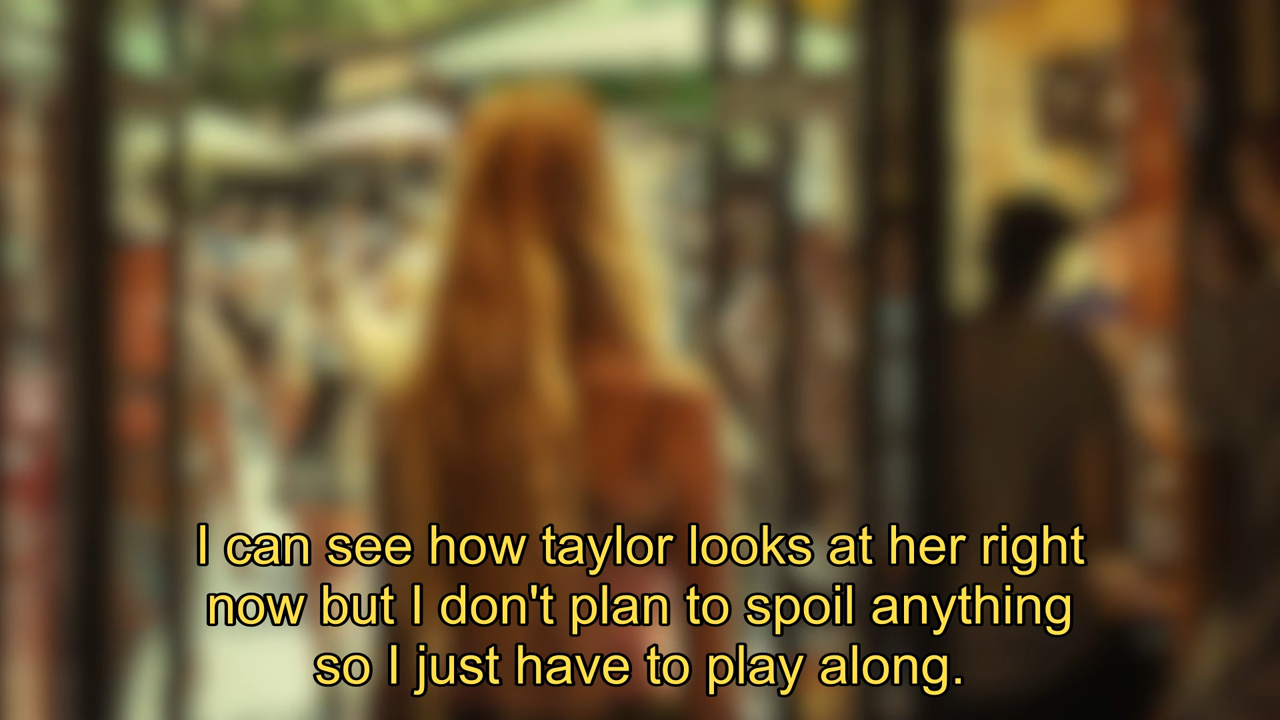 I can see how taylor looks at her right
now but I don't plan to spoil anything
so I just have to play along.